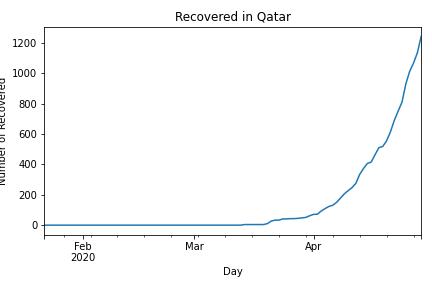 Recovered in Qatar
Number of Recovered
1200
1000
800
600
400
200
0
Feb
2020
Mar
Apr
Day